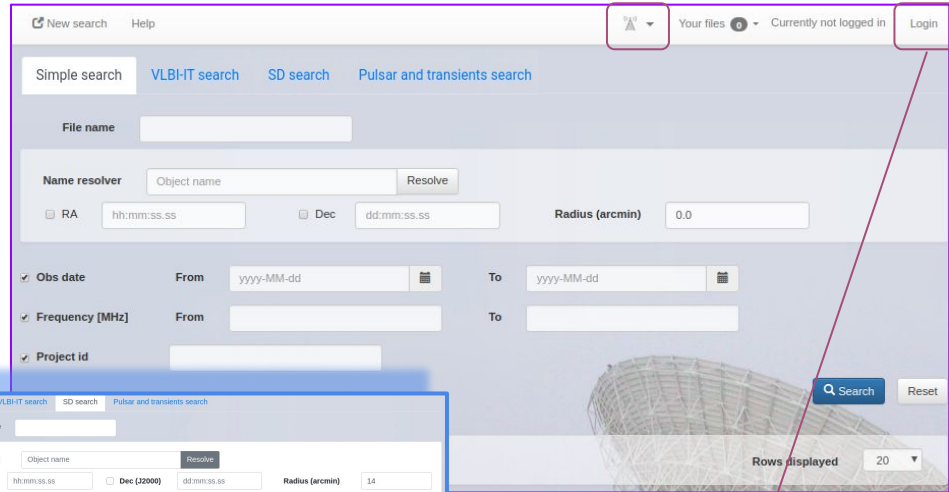 New search Help Your files 0 Currently not logged in Login
Simple search VLBI-IT search SD search Pulsar and transients search
File name
Name resolver Object name Resolve
RA hh:mm:ss.ss Dec dd:mm:ss.ss Radius (arcmin) 0.0
Obs date From yyyy-MM-dd To yyyy-MM-dd
Frequency [MHz] From To
Project id
Search Reset
VLBI-IT search SD search Pulsar and transients search
Object name Resolve
hh:mm:ss.ss Dec (J2000) dd:mm:ss.ss Radius (arcmin) 14
Rows displayed 20